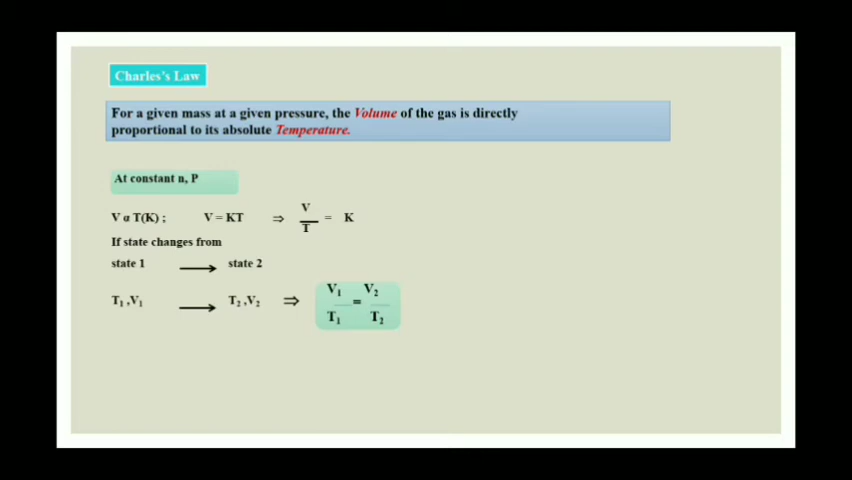 Charles's Law
For a given mass at a given pressure, the Volume of the gas is directly
proportional to its absolute Temperature.
At constant n, P
V α T(K) ; V = KT ⇒ V/T = K
If state changes from
state 1 → state 2
T₁ ,V₁ → T₂ ,V₂ ⇒ V₁/T₁ = V₂/T₂